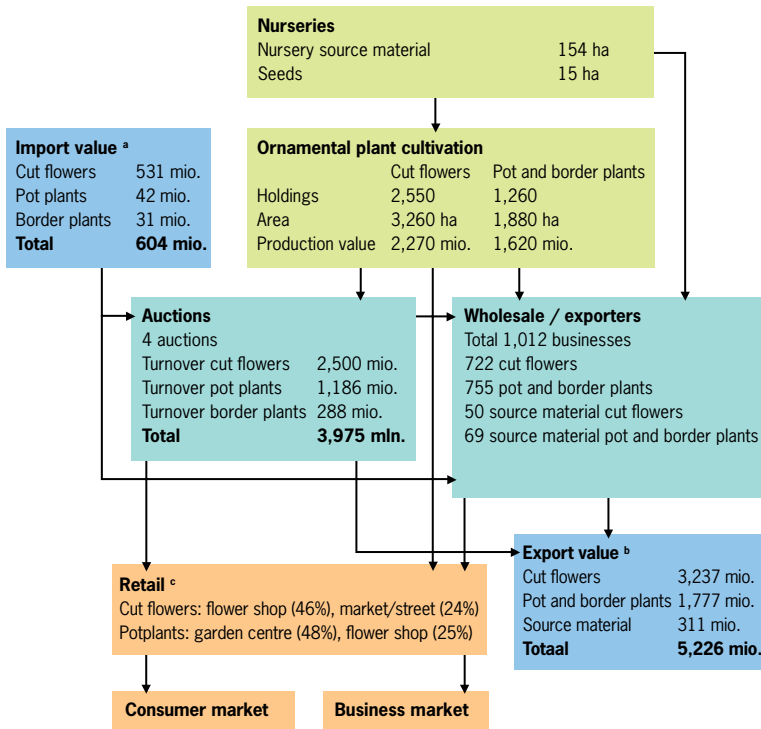 Nurseries
Nursery source material 154 ha
Seeds 15 ha
Import value ᵃ
Cut flowers 531 mio.
Pot plants 42 mio.
Border plants 31 mio.
Total 604 mio.
Ornamental plant cultivation
Cut flowers Pot and border plants
Holdings 2,550 1,260
Area 3,260 ha 1,880 ha
Production value 2,270 mio. 1,620 mio.
Auctions
4 auctions
Turnover cut flowers 2,500 mio.
Turnover pot plants 1,186 mio.
Turnover border plants 288 mio.
Total 3,975 mln.
Wholesale / exporters
Total 1,012 businesses
722 cut flowers
755 pot and border plants
50 source material cut flowers
69 source material pot and border plants
Export value ᵇ
Cut flowers 3,237 mio.
Pot and border plants 1,777 mio.
Source material 311 mio.
Totaal 5,226 mio.
Retail ᶜ
Cut flowers: flower shop (46%), market/street (24%)
Potplants: garden centre (48%), flower shop (25%)
Consumer market
Business market